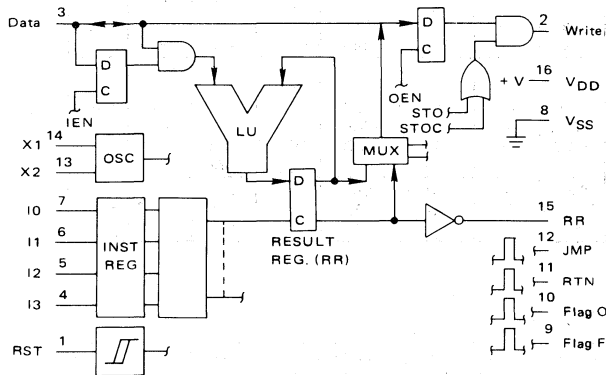 Data 3
D
C
IEN
LU
D
C
OEN
2 Write
STO
STOC
+ V 16 VDD
8 VSS
X1 14
X2 13
OSC
MUX
I0 7
I1 6
I2 5
I3 4
INST
REG
D
C
RESULT
REG. (RR)
15 RR
12 JMP
11 RTN
10 Flag O
9 Flag F
RST 1